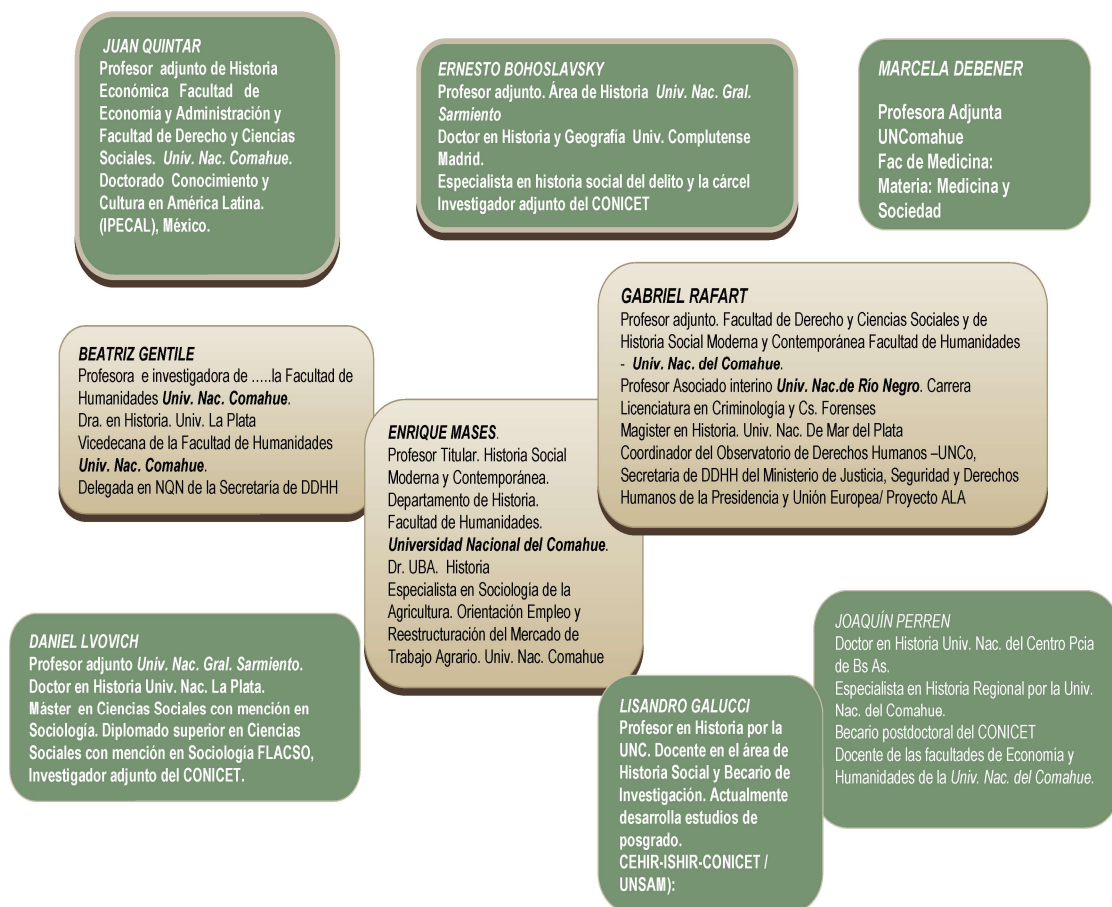 JUAN QUINTAR
Profesor adjunto de Historia
Económica Facultad de
Economía y Administración y
Facultad de Derecho y Ciencias
Sociales. Univ. Nac. Comahue.
Doctorado Conocimiento y
Cultura en América Latina.
(IPECAL), México.
ERNESTO BOHOSLAVSKY
Profesor adjunto. Área de Historia Univ. Nac. Gral.
Sarmiento
Doctor en Historia y Geografia Univ. Complutense
Madrid.
Especialista en historia social del delito y la cárcel
Investigador adjunto del CONICET
MARCELA DEBENER
Profesora Adjunta
UNComahue
Fac de Medicina:
Materia: Medicina y
Sociedad
BEATRIZ GENTILE
Profesora e investigadora de .....la Facultad de
Humanidades Univ. Nac. Comahue.
Dra. en Historia. Univ. La Plata
Vicedecana de la Facultad de Humanidades
Univ. Nac. Comahue.
Delegada en NQN de la Secretaria de DDHH
ENRIQUE MASES.
Profesor Titular. Historia Social
Moderna y Contemporánea.
Departamento de Historia.
Facultad de Humanidades.
Universidad Nacional del Comahue.
Dr. UBA. Historia
Especialista en Sociología de la
Agricultura. Orientación Empleo y
Reestructuración del Mercado de
Trabajo Agrario. Univ. Nac. Comahue
GABRIEL RAFART
Profesor adjunto. Facultad de Derecho y Ciencias Sociales y de
Historia Social Moderna y Contemporánea Facultad de Humanidades
- Univ. Nac. del Comahue.
Profesor Asociado interino Univ. Nac.de Río Negro. Carrera
Licenciatura en Criminología y Cs. Forenses
Magister en Historia. Univ. Nac. De Mar del Plata
Coordinador del Observatorio de Derechos Humanos –UNCo,
Secretaria de DDHH del Ministerio de Justicia, Seguridad y Derechos
Humanos de la Presidencia y Unión Europea/ Proyecto ALA
DANIEL LVOVICH
Profesor adjunto Univ. Nac. Gral. Sarmiento.
Doctor en Historia Univ. Nac. La Plata.
Máster en Ciencias Sociales con mención en
Sociología. Diplomado superior en Ciencias
Sociales con mención en Sociología FLACSO,
Investigador adjunto del CONICET.
LISANDRO GALUCCI
Profesor en Historia por la
UNC. Docente en el área de
Historia Social y Becario de
Investigación. Actualmente
desarrolla estudios de
posgrado.
CEHIR-ISHIR-CONICET /
UNSAM):
JOAQUÍN PERREN
Doctor en Historia Univ. Nac. del Centro Pcia
de Bs As.
Especialista en Historia Regional por la Univ.
Nac. del Comahue.
Becario postdoctoral del CONICET
Docente de las facultades de Economía y
Humanidades de la Univ. Nac. del Comahue.